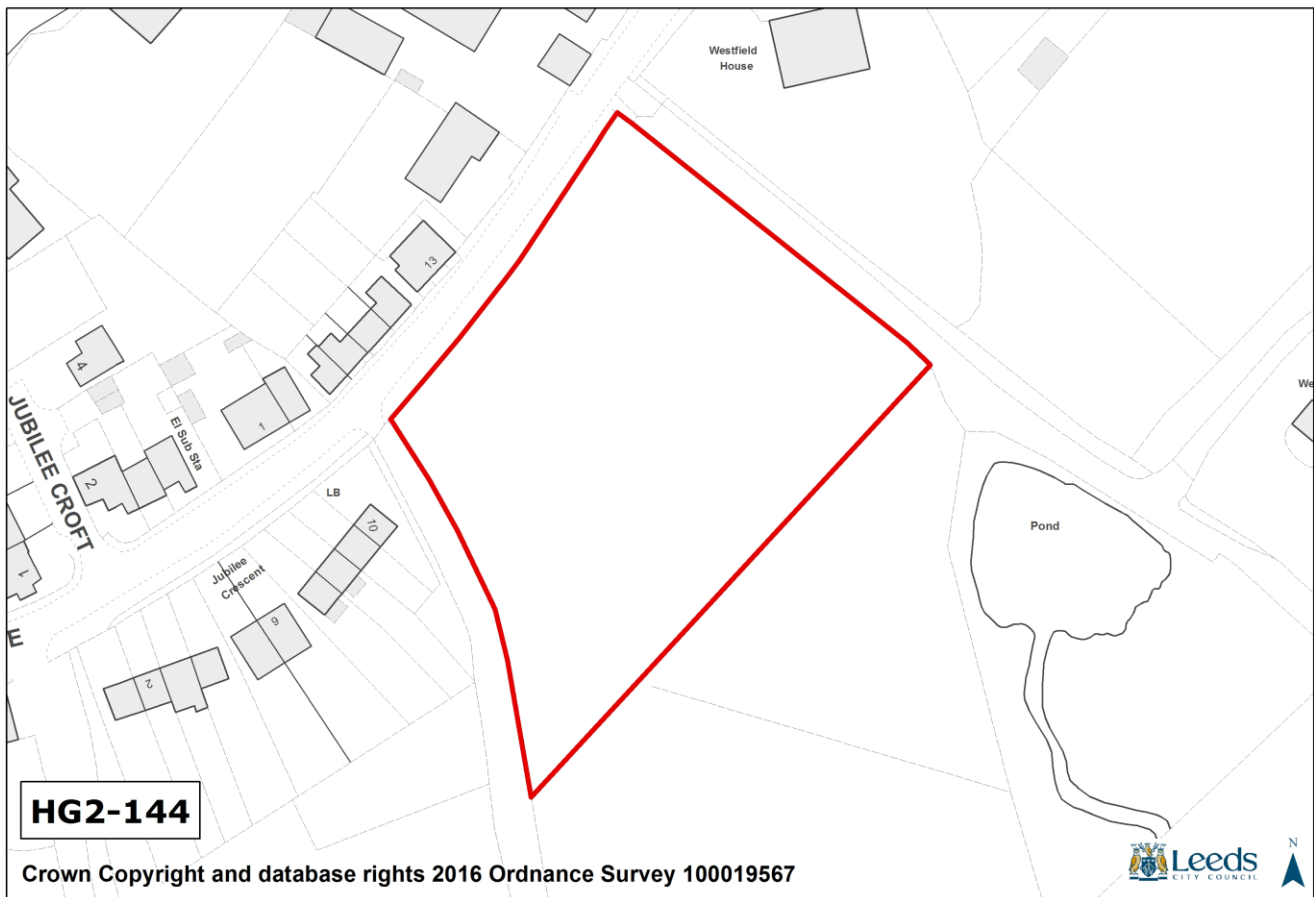 Westfield
House
13
4
JUBILEE CROFT
1
El Sub Sta
2
LB
10
We
Pond
1
Jubilee
Crescent
6
E
2
HG2-144
Leeds
CITY COUNCIL
N
Crown Copyright and database rights 2016 Ordnance Survey 100019567